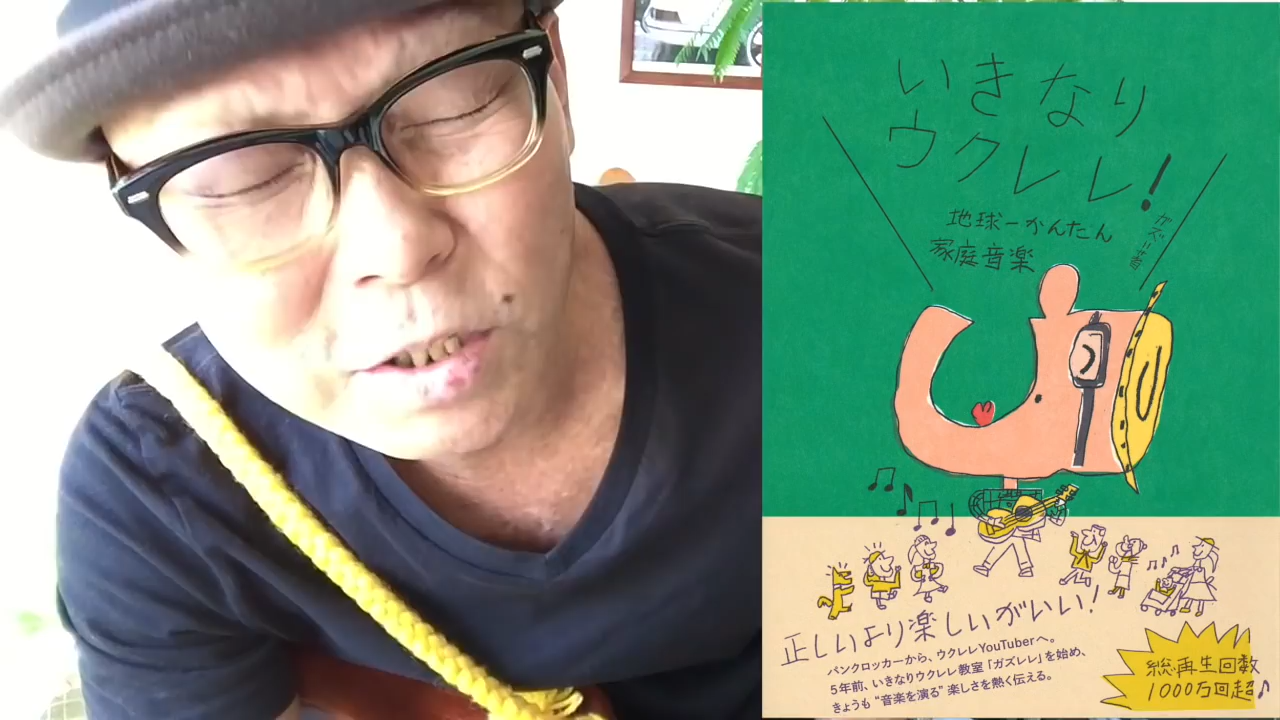 いきなり
ウクレレ!
地球一かんたん
家庭音楽
ガズ 著
正しいより楽しいがいい!
パンクロッカーから、ウクレレYouTuberへ。
5年前、いきなりウクレレ教室「ガズレレ」を始め、
きょうも“音楽を演る”楽しさを熱く伝える。
総再生回数
1000万回超♪